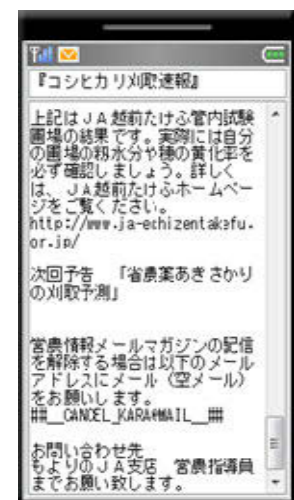 『コシヒカリ刈取速報』
上記はＪＡ越前たけふ管内試験
圃場の結果です。実際には自分
の圃場の籾水分や穂の黄化率を
必ず確認しましょう。詳しく
は、ＪＡ越前たけふホームペー
ジをご覧ください。
http://www.ja-echizentakefu.
or.jp/
次回予告　「省農薬あきさかり
の刈取予測」
営農情報メールマガジンの配信
を解除する場合は以下のメール
アドレスにメール（空メール）
をお願いします。
##__CANCEL_KARAMAIL__##
お問い合わせ先
もよりのＪＡ支店　営農指導員
までお願い致します。